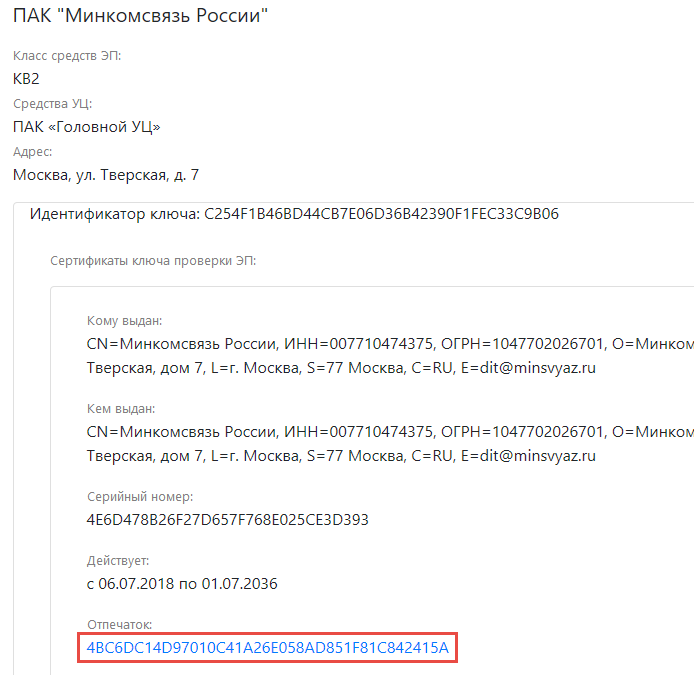 ПАК "Минкомсвязь России"
Класс средств ЭП:
КВ2
Средства УЦ:
ПАК «Головной УЦ»
Адрес:
Москва, ул. Тверская, д. 7
Идентификатор ключа: C254F1B46BD44CB7E06D36B42390F1FEC33C9B06
Сертификаты ключа проверки ЭП:
Кому выдан:
CN=Минкомсвязь России, ИНН=007710474375, ОГРН=1047702026701, O=Минком
Тверская, дом 7, L=г. Москва, S=77 Москва, C=RU, E=dit@minsvyaz.ru
Кем выдан:
CN=Минкомсвязь России, ИНН=007710474375, ОГРН=1047702026701, O=Минком
Тверская, дом 7, L=г. Москва, S=77 Москва, C=RU, E=dit@minsvyaz.ru
Серийный номер:
4E6D478B26F27D657F768E025CE3D393
Действует:
с 06.07.2018 по 01.07.2036
Отпечаток:
4BC6DC14D97010C41A26E058AD851F81C842415A